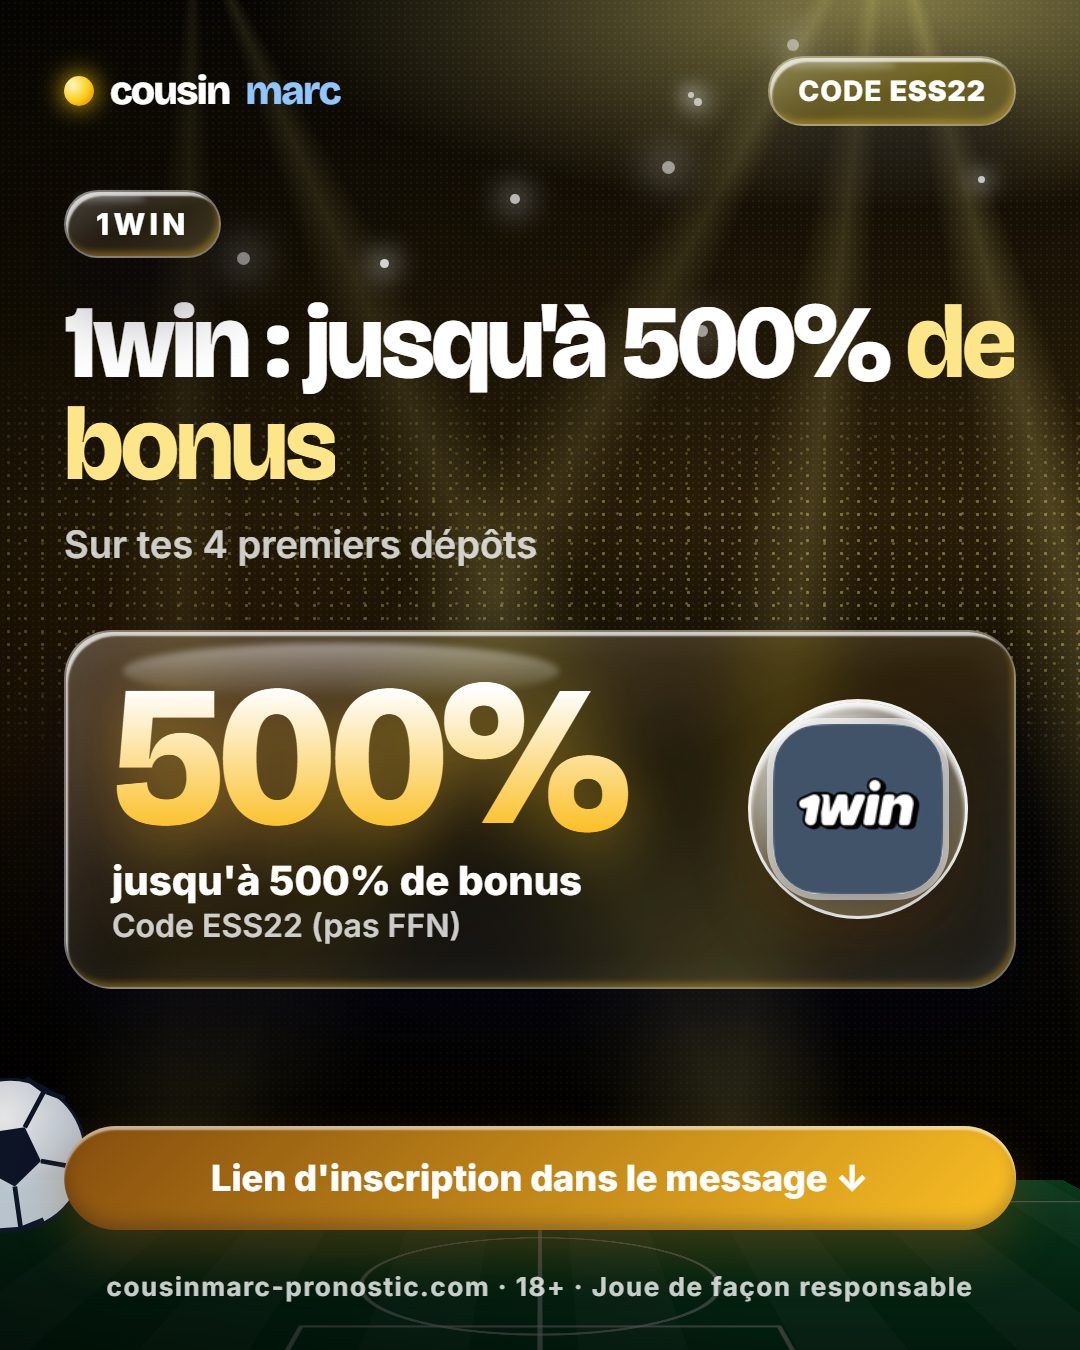 cousin marc
CODE ESS22
1WIN
1win : jusqu'à 500% de
bonus
Sur tes 4 premiers dépôts
500%
1win
jusqu'à 500% de bonus
Code ESS22 (pas FFN)
Lien d'inscription dans le message ↓
cousinmarc-pronostic.com · 18+ · Joue de façon responsable